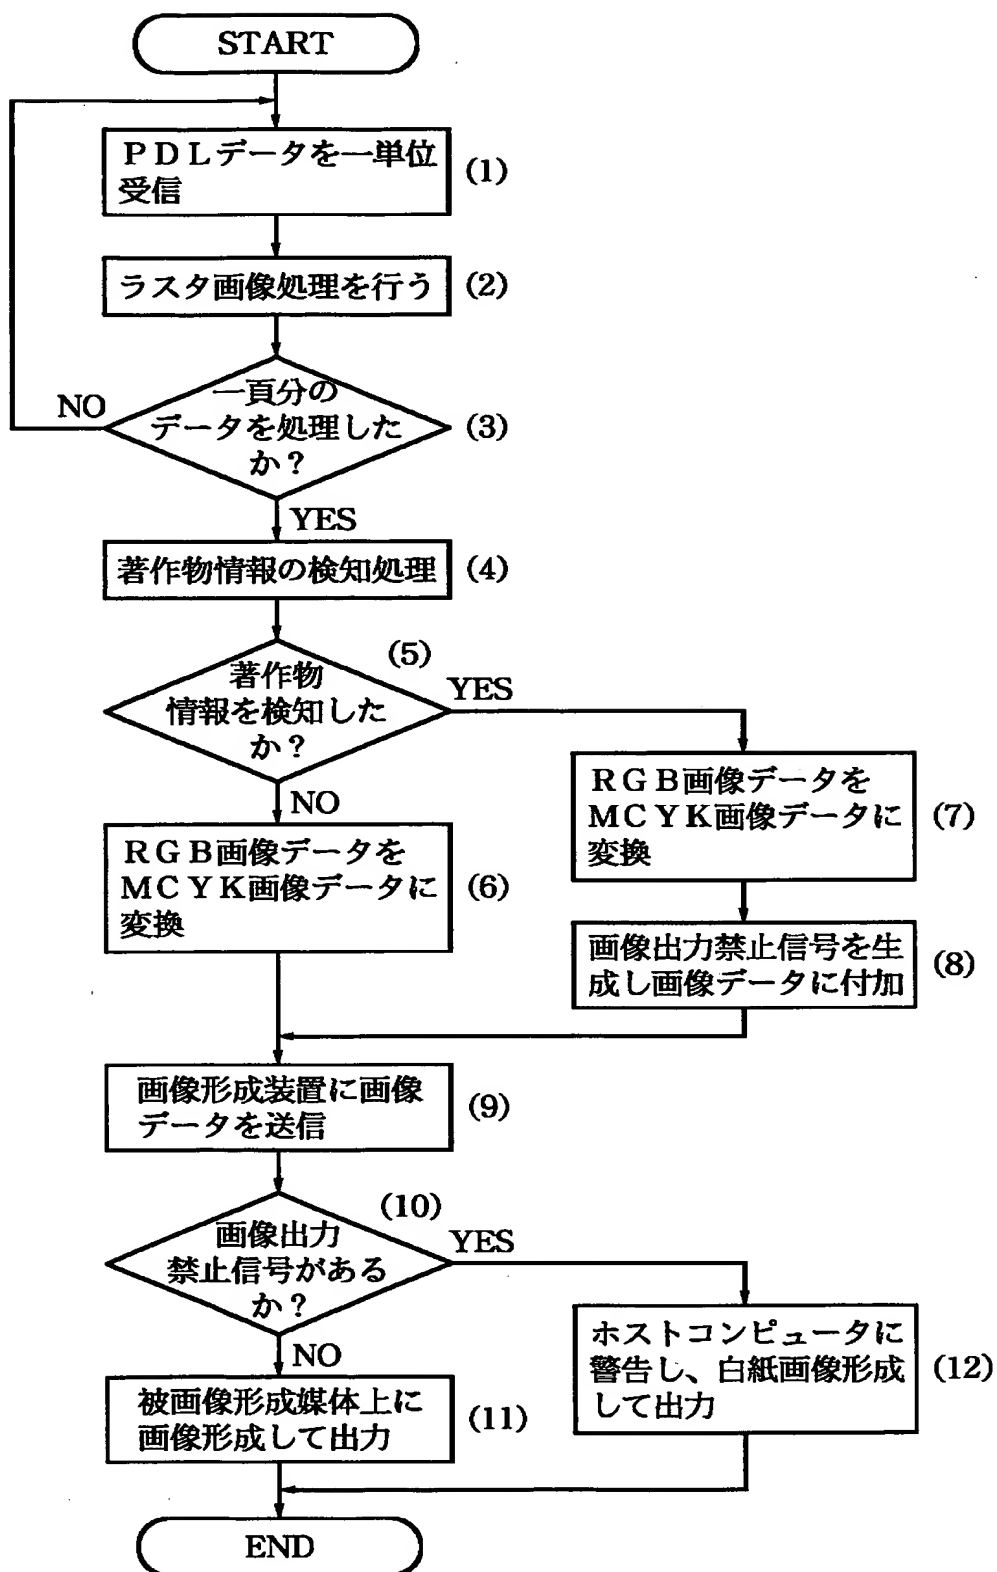 START
ＰＤＬデータを一単位
受信
(1)
ラスタ画像処理を行う
(2)
一頁分の
データを処理した
か？
(3)
NO
YES
著作物情報の検知処理
(4)
著作物
情報を検知した
か？
(5)
YES
NO
ＲＧＢ画像データを
ＭＣＹＫ画像データに
変換
(6)
ＲＧＢ画像データを
ＭＣＹＫ画像データに
変換
(7)
画像出力禁止信号を生
成し画像データに付加
(8)
画像形成装置に画像
データを送信
(9)
画像出力
禁止信号がある
か？
(10)
YES
NO
被画像形成媒体上に
画像形成して出力
(11)
ホストコンピュータに
警告し、白紙画像形成
して出力
(12)
END